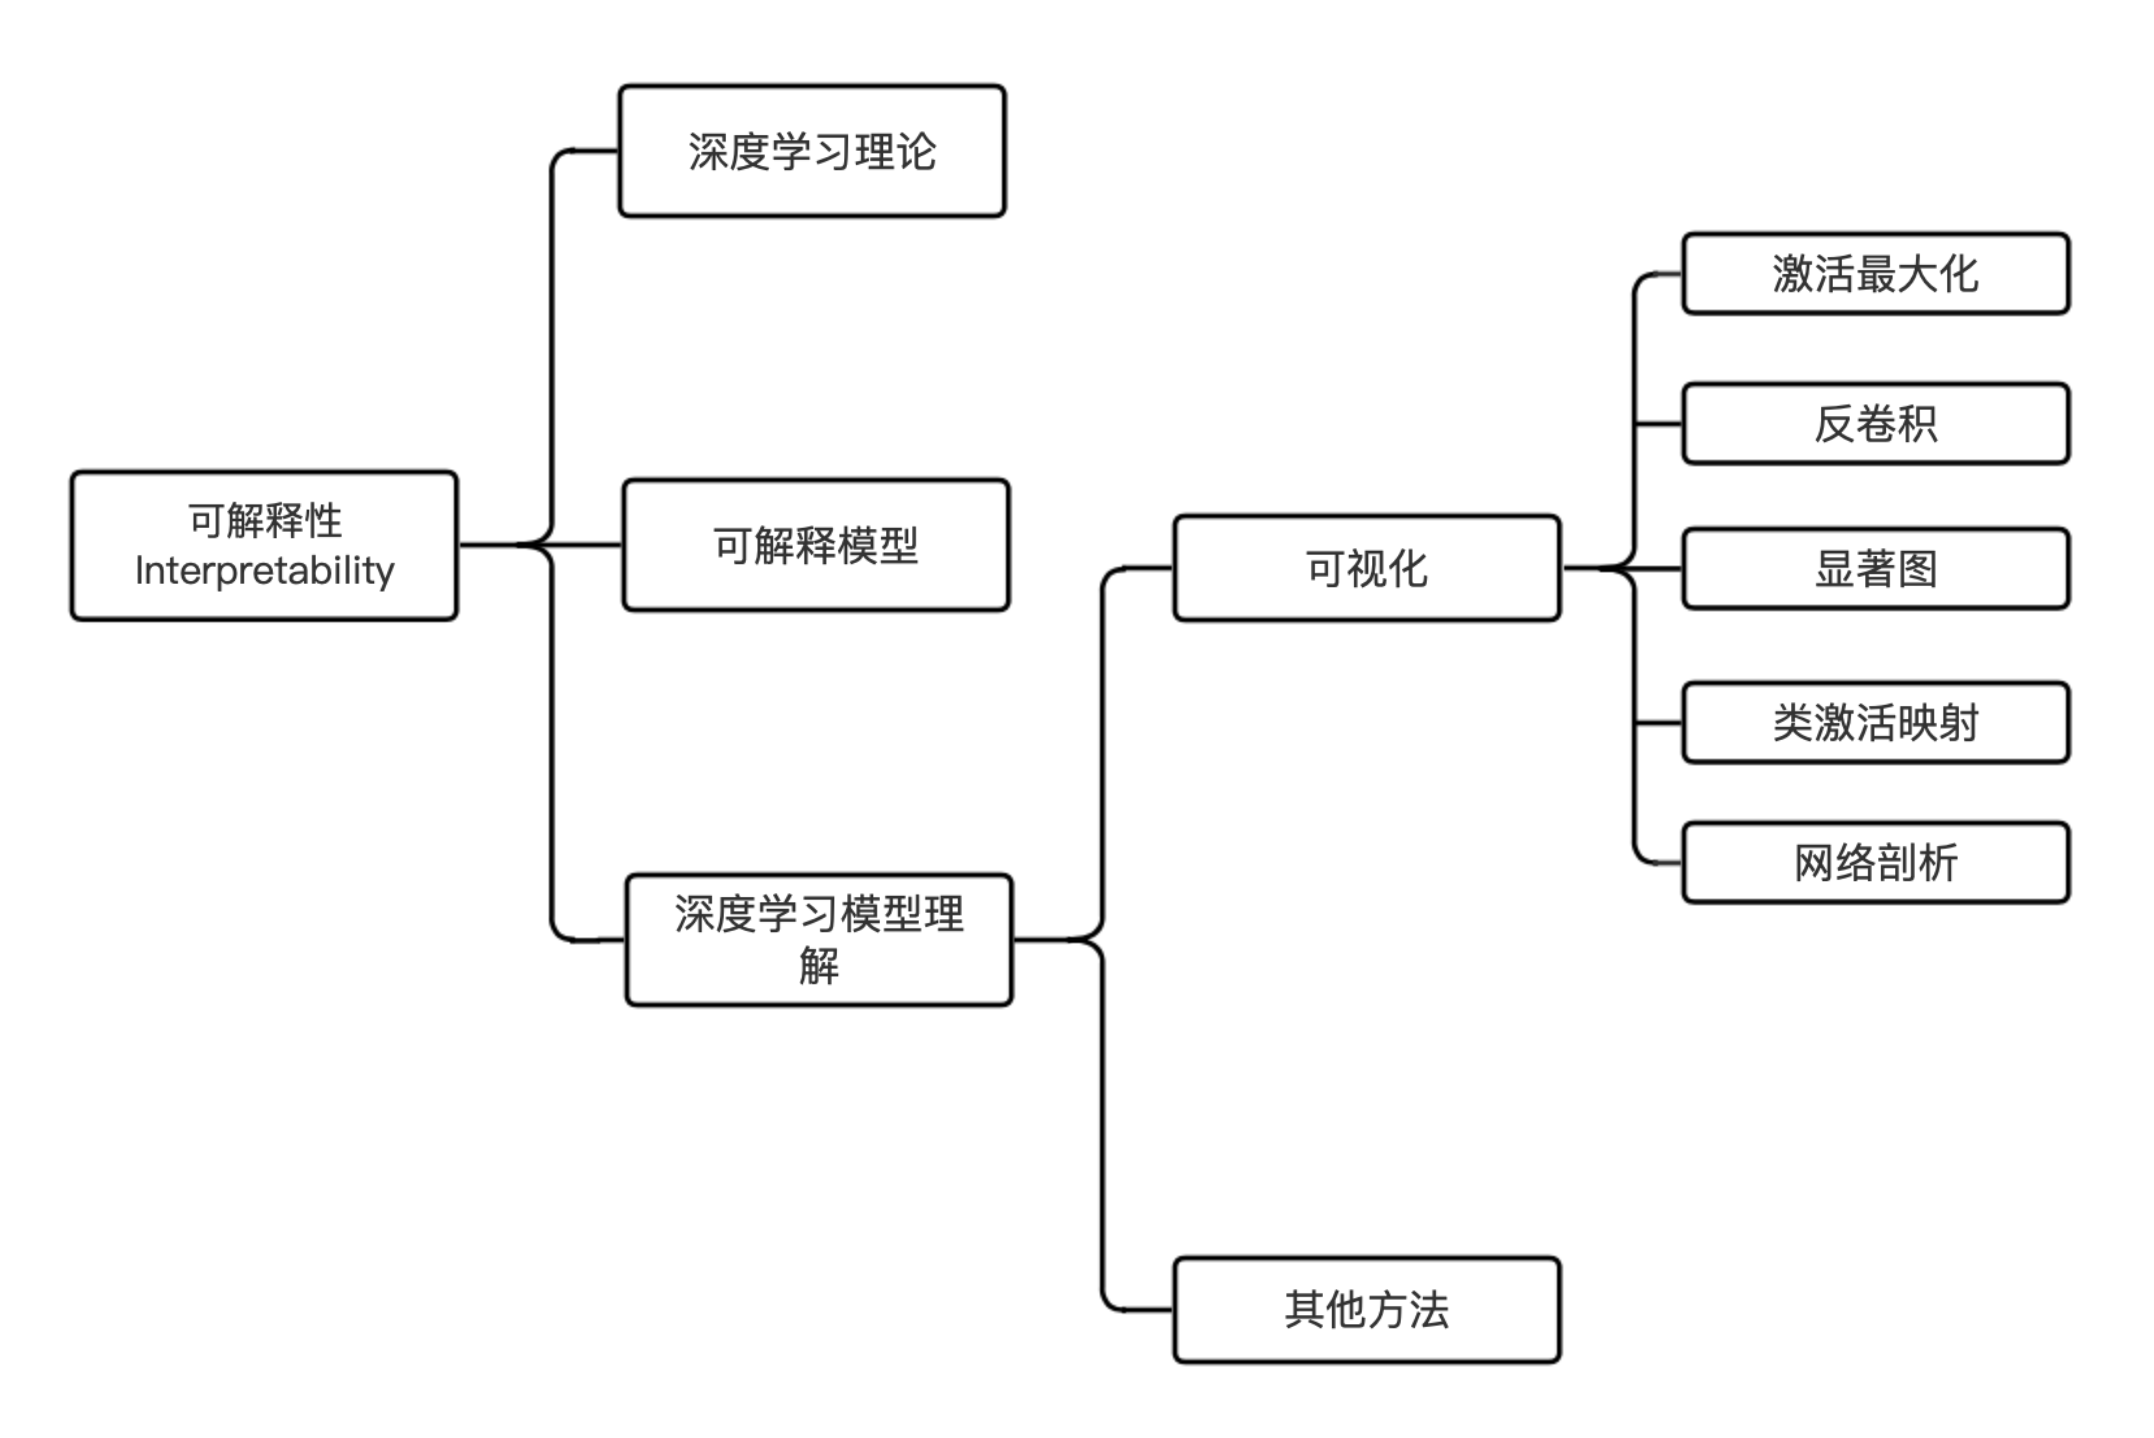 可解释性
Interpretability
深度学习理论
可解释模型
深度学习模型理
解
可视化
其他方法
激活最大化
反卷积
显著图
类激活映射
网络剖析